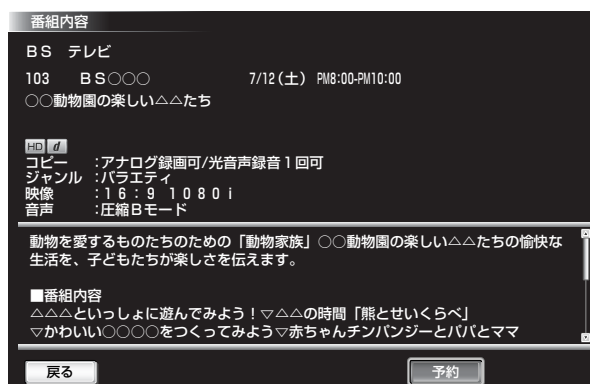 番組内容
BS テレビ
103 BS○○○ 7/12(土) PM8:00-PM10:00
○○動物園の楽しい△△たち
HD d
コピー :アナログ録画可/光音声録音1回可
ジャンル :バラエティ
映像 :16:9 1080i
音声 :圧縮Bモード
動物を愛するものたちのための「動物家族」○○動物園の楽しい△△たちの愉快な
生活を、子どもたちが楽しさを伝えます。
■番組内容
△△△といっしょに遊んでみよう!▽△△の時間「熊とせいくらべ」
▽かわいい○○○○をつくってみよう▽赤ちゃんチンパンジーとパパとママ
戻る 予約